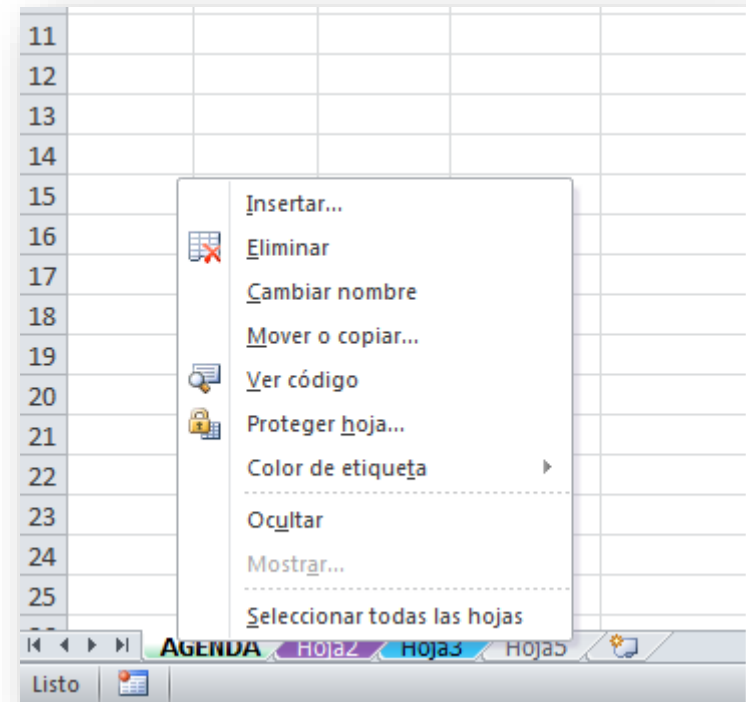 11
12
13
14
15
16
17
18
19
20
21
22
23
24
25
Insertar...
Eliminar
Cambiar nombre
Mover o copiar...
Ver código
Proteger hoja...
Color de etiqueta
Ocultar
Mostrar...
Seleccionar todas las hojas
AGENDA Hoja2 Hoja3 Hoja5
Listo